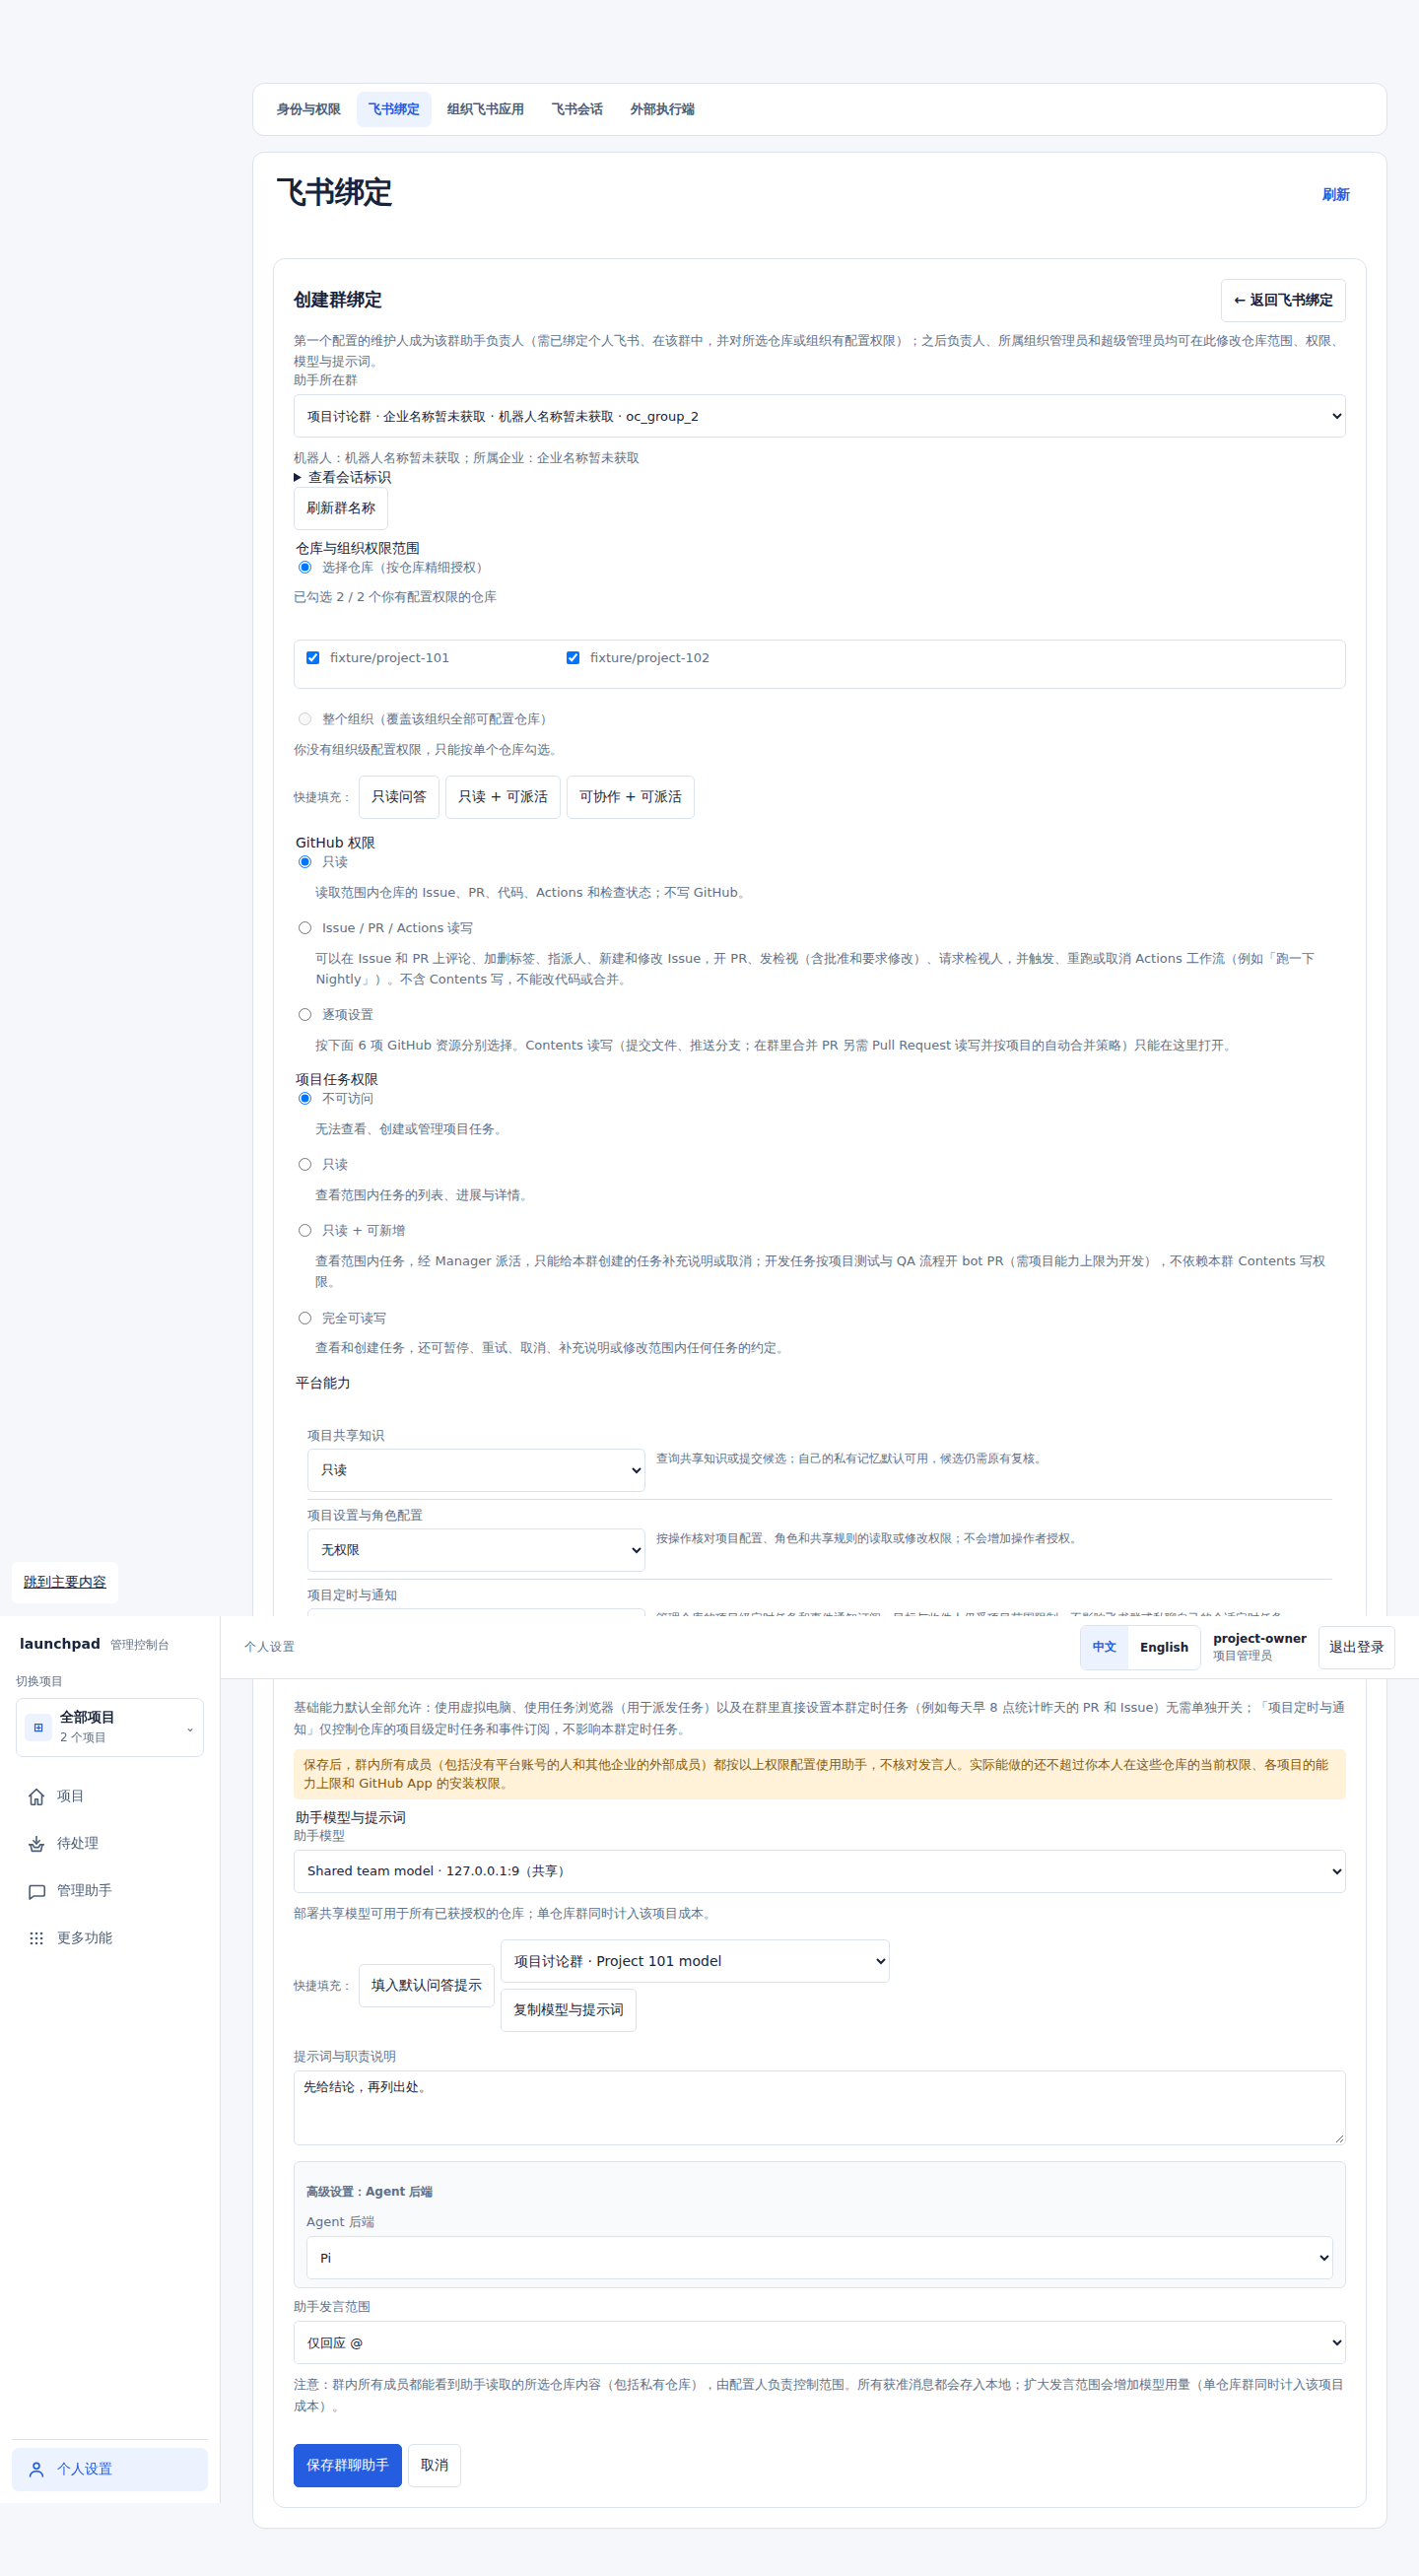 身份与权限
飞书绑定
组织飞书应用
飞书会话
外部执行端
飞书绑定
刷新
创建群绑定
← 返回飞书绑定
第一个配置的维护人成为该群助手负责人（需已绑定个人飞书、在该群中，并对所选仓库或组织有配置权限）；之后负责人、所属组织管理员和超级管理员均可在此修改仓库范围、权限、
模型与提示词。
助手所在群
项目讨论群 · 企业名称暂未获取 · 机器人名称暂未获取 · oc_group_2
机器人：机器人名称暂未获取；所属企业：企业名称暂未获取
查看会话标识
刷新群名称
仓库与组织权限范围
选择仓库（按仓库精细授权）
已勾选 2 / 2 个你有配置权限的仓库
fixture/project-101
fixture/project-102
整个组织（覆盖该组织全部可配置仓库）
你没有组织级配置权限，只能按单个仓库勾选。
快捷填充：
只读问答
只读 + 可派活
可协作 + 可派活
GitHub 权限
只读
读取范围内仓库的 Issue、PR、代码、Actions 和检查状态；不写 GitHub。
Issue / PR / Actions 读写
可以在 Issue 和 PR 上评论、加删标签、指派人、新建和修改 Issue，开 PR、发检视（含批准和要求修改）、请求检视人，并触发、重跑或取消 Actions 工作流（例如「跑一下
Nightly」）。不含 Contents 写，不能改代码或合并。
逐项设置
按下面 6 项 GitHub 资源分别选择。Contents 读写（提交文件、推送分支；在群里合并 PR 另需 Pull Request 读写并按项目的自动合并策略）只能在这里打开。
项目任务权限
不可访问
无法查看、创建或管理项目任务。
只读
查看范围内任务的列表、进展与详情。
只读 + 可新增
查看范围内任务，经 Manager 派活，只能给本群创建的任务补充说明或取消；开发任务按项目测试与 QA 流程开 bot PR（需项目能力上限为开发），不依赖本群 Contents 写权
限。
完全可读写
查看和创建任务，还可暂停、重试、取消、补充说明或修改范围内任何任务的约定。
平台能力
项目共享知识
只读
查询共享知识或提交候选；自己的私有记忆默认可用，候选仍需原有复核。
项目设置与角色配置
无权限
按操作核对项目配置、角色和共享规则的读取或修改权限；不会增加操作者授权。
跳到主要内容
项目定时与通知
launchpad 管理控制台
个人设置
中文
English
project-owner
项目管理员
退出登录
切换项目
全部项目
2 个项目
项目
待处理
管理助手
更多功能
个人设置
基础能力默认全部允许：使用虚拟电脑、使用任务浏览器（用于派发任务）以及在群里直接设置本群定时任务（例如每天早 8 点统计昨天的 PR 和 Issue）无需单独开关；「项目定时与通
知」仅控制仓库的项目级定时任务和事件订阅，不影响本群定时任务。
保存后，群内所有成员（包括没有平台账号的人和其他企业的外部成员）都按以上权限配置使用助手，不核对发言人。实际能做的还不超过你本人在这些仓库的当前权限、各项目的能
力上限和 GitHub App 的安装权限。
助手模型与提示词
助手模型
Shared team model · 127.0.0.1:9（共享）
部署共享模型可用于所有已获授权的仓库；单仓库群同时计入该项目成本。
快捷填充：
填入默认问答提示
项目讨论群 · Project 101 model
复制模型与提示词
提示词与职责说明
先给结论，再列出处。
高级设置：Agent 后端
Agent 后端
Pi
助手发言范围
仅回应 @
注意：群内所有成员都能看到助手读取的所选仓库内容（包括私有仓库），由配置人负责控制范围。所有获准消息都会存入本地；扩大发言范围会增加模型用量（单仓库群同时计入该项目
成本）。
保存群聊助手
取消